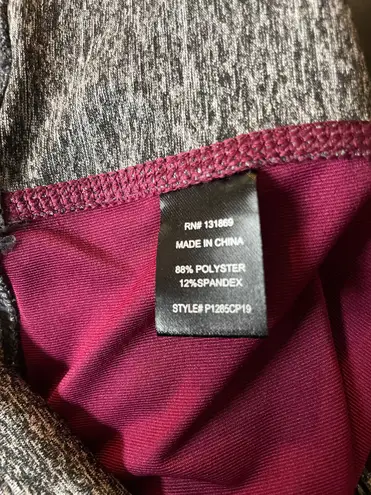 RN# 131869
MADE IN CHINA
88% POLYSTER
12%SPANDEX
STYLE# P1265CP19